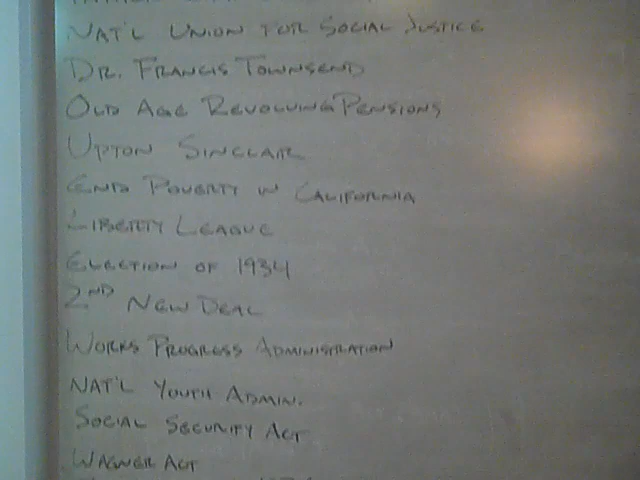 NAT'L UNION FOR SOCIAL JUSTICE
DR. FRANCIS TOWNSEND
OLD AGE REVOLVING PENSIONS
UPTON SINCLAIR
END POVERTY IN CALIFORNIA
LIBERTY LEAGUE
ELECTION OF 1934
2ND NEW DEAL
WORKS PROGRESS ADMINISTRATION
NAT'L YOUTH ADMIN.
SOCIAL SECURITY ACT
WAGNER ACT